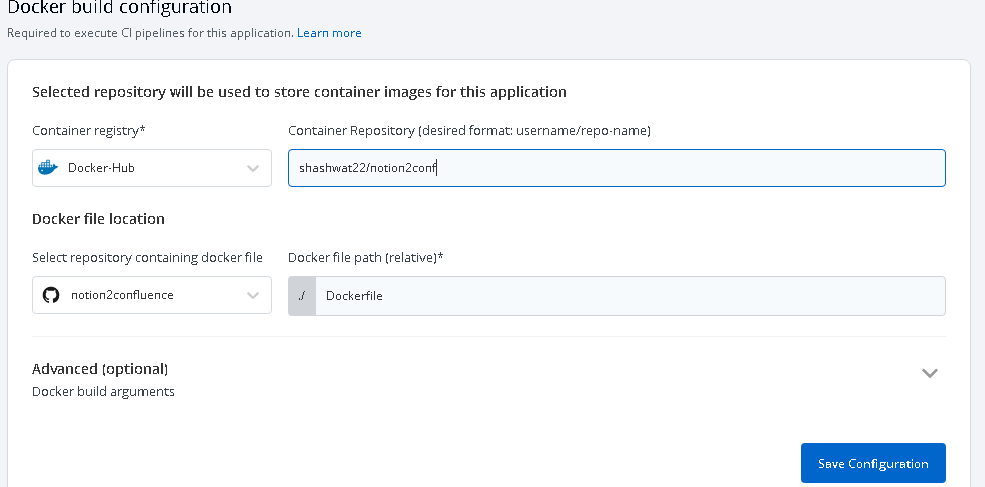 Docker build configuration
Required to execute CI pipelines for this application. Learn more
Selected repository will be used to store container images for this application
Container registry* Container Repository (desired format: username/repo-name)
Docker-Hub shashwat22/notion2conf
Docker file location
Select repository containing docker file Docker file path (relative)*
notion2confluence ./ Dockerfile
Advanced (optional)
Docker build arguments
Save Configuration